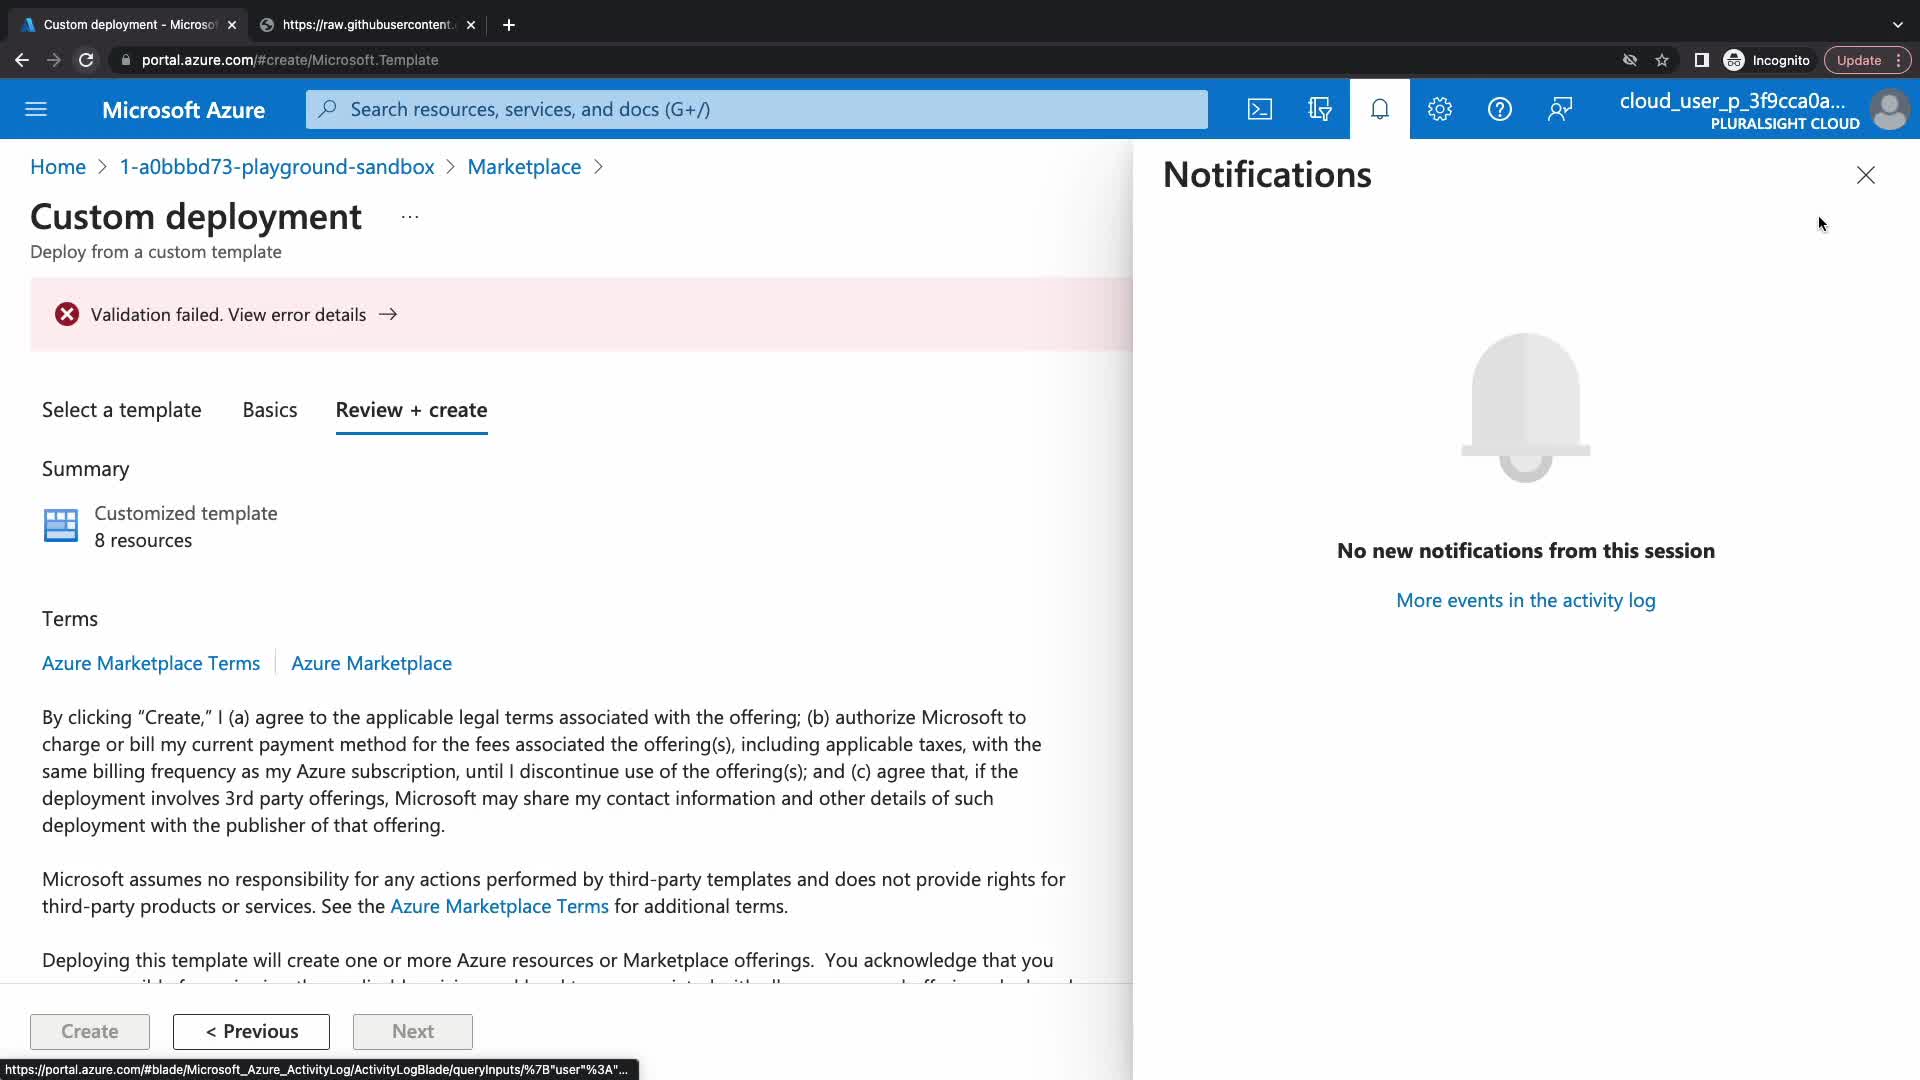 Custom deployment - Microso
https://raw.githubusercontent.
portal.azure.com/#create/Microsoft.Template
Incognito
Update
Microsoft Azure
Search resources, services, and docs (G+/)
cloud_user_p_3f9cca0a...
PLURALSIGHT CLOUD
Home > 1-a0bbbd73-playground-sandbox > Marketplace >
Custom deployment ...
Deploy from a custom template
Validation failed. View error details →
Select a template
Basics
Review + create
Summary
Customized template
8 resources
Terms
Azure Marketplace Terms
Azure Marketplace
By clicking “Create,” I (a) agree to the applicable legal terms associated with the offering; (b) authorize Microsoft to
charge or bill my current payment method for the fees associated the offering(s), including applicable taxes, with the
same billing frequency as my Azure subscription, until I discontinue use of the offering(s); and (c) agree that, if the
deployment involves 3rd party offerings, Microsoft may share my contact information and other details of such
deployment with the publisher of that offering.
Microsoft assumes no responsibility for any actions performed by third-party templates and does not provide rights for
third-party products or services. See the Azure Marketplace Terms for additional terms.
Deploying this template will create one or more Azure resources or Marketplace offerings. You acknowledge that you
Create
< Previous
Next
https://portal.azure.com/#blade/Microsoft_Azure_ActivityLog/ActivityLogBlade/queryInputs/%7B"user"%3A"...
Notifications
No new notifications from this session
More events in the activity log